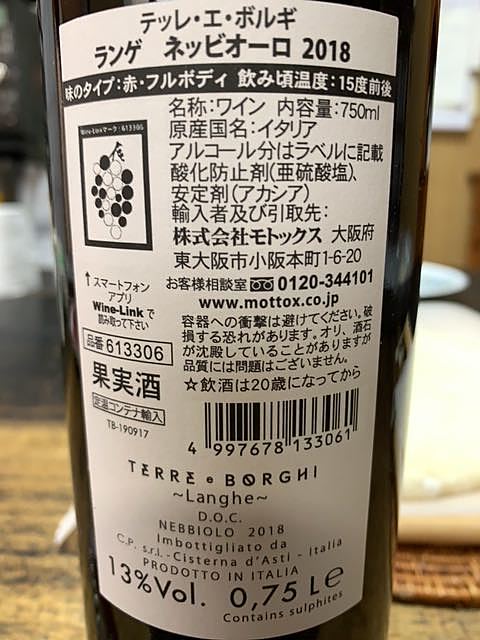 テッレ・エ・ボルギ
ランゲ ネッビオーロ 2018
味のタイプ:赤・フルボディ 飲み頃温度:15度前後
名称:ワイン 内容量:750ml
原産国名:イタリア
アルコール分はラベルに記載
酸化防止剤(亜硫酸塩)、
安定剤(アカシア)
輸入者及び引取先:
株式会社モトックス 大阪府
東大阪市小阪本町1-6-20
お客様相談室 0120-344101
www.mottox.co.jp
Wine-Linkマーク:613306
↑スマートフォン
アプリ
Wine-Linkで
読み取って下さい
品番 613306
果実酒
定温コンテナ輸入
TB-190917
容器への衝撃は避けてください。破
損する恐れがあります。オリ、酒石
が沈殿していることがありますが
品質には問題はございません。
☆飲酒は20歳になってから
4 997678 133061
TERRE e BORGHI
~Langhe~
D.O.C.
NEBBIOLO 2018
Imbottigliato da
C.P. s.r.l.-Cisterna d'Asti - Italia
PRODOTTO IN ITALIA
13%Vol. 0,75 L e
Contains sulphites